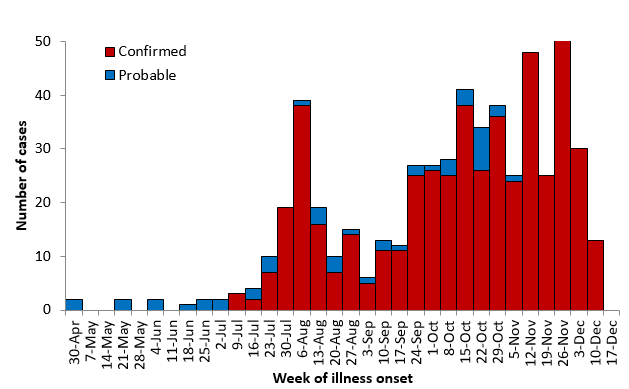 50
40
30
20
10
0
Number of cases
Confirmed
Probable
30-Apr
7-May
14-May
21-May
28-May
4-Jun
11-Jun
18-Jun
25-Jun
2-Jul
9-Jul
16-Jul
23-Jul
30-Jul
6-Aug
13-Aug
20-Aug
27-Aug
3-Sep
10-Sep
17-Sep
24-Sep
1-Oct
8-Oct
15-Oct
22-Oct
29-Oct
5-Nov
12-Nov
19-Nov
26-Nov
3-Dec
10-Dec
17-Dec
Week of illness onset